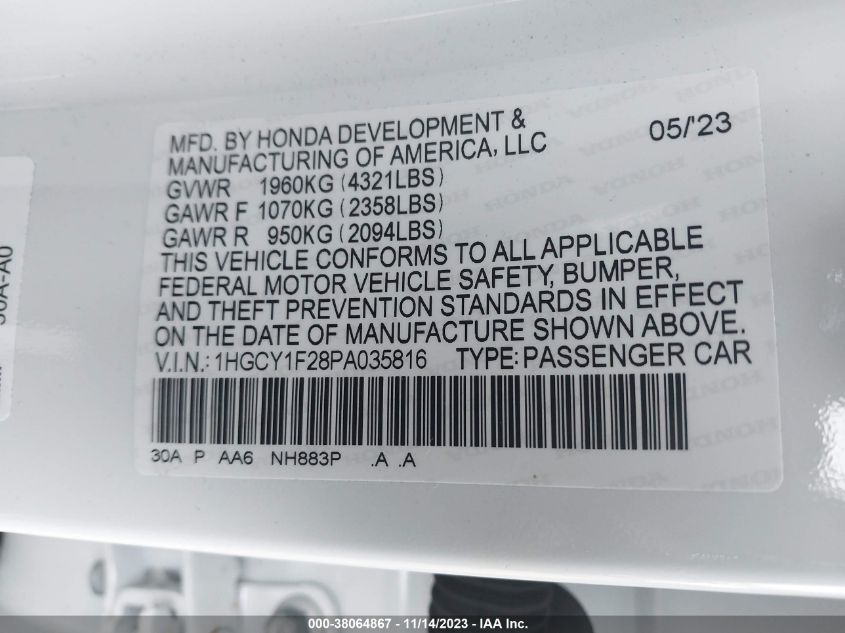 MFD. BY HONDA DEVELOPMENT & 05/'23
MANUFACTURING OF AMERICA, LLC
GVWR 1960KG (4321LBS)
GAWR F 1070KG (2358LBS)
GAWR R 950KG (2094LBS)
THIS VEHICLE CONFORMS TO ALL APPLICABLE
FEDERAL MOTOR VEHICLE SAFETY, BUMPER,
AND THEFT PREVENTION STANDARDS IN EFFECT
ON THE DATE OF MANUFACTURE SHOWN ABOVE.
V.I.N.: 1HGCY1F28PA035816 TYPE: PASSENGER CAR
30A P AA6 NH883P .A .A
000-38064867 - 11/14/2023 - IAA Inc.